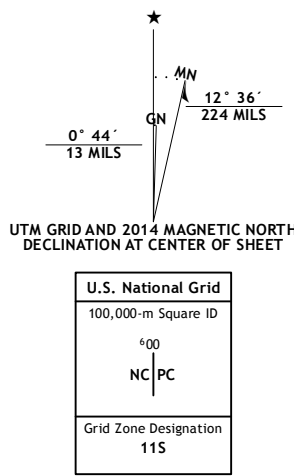 ★
MN
GN
12° 36´
224 MILS
0° 44´
13 MILS
UTM GRID AND 2014 MAGNETIC NORTH
DECLINATION AT CENTER OF SHEET
U.S. National Grid
100,000-m Square ID
⁶00
NC PC
Grid Zone Designation
11S